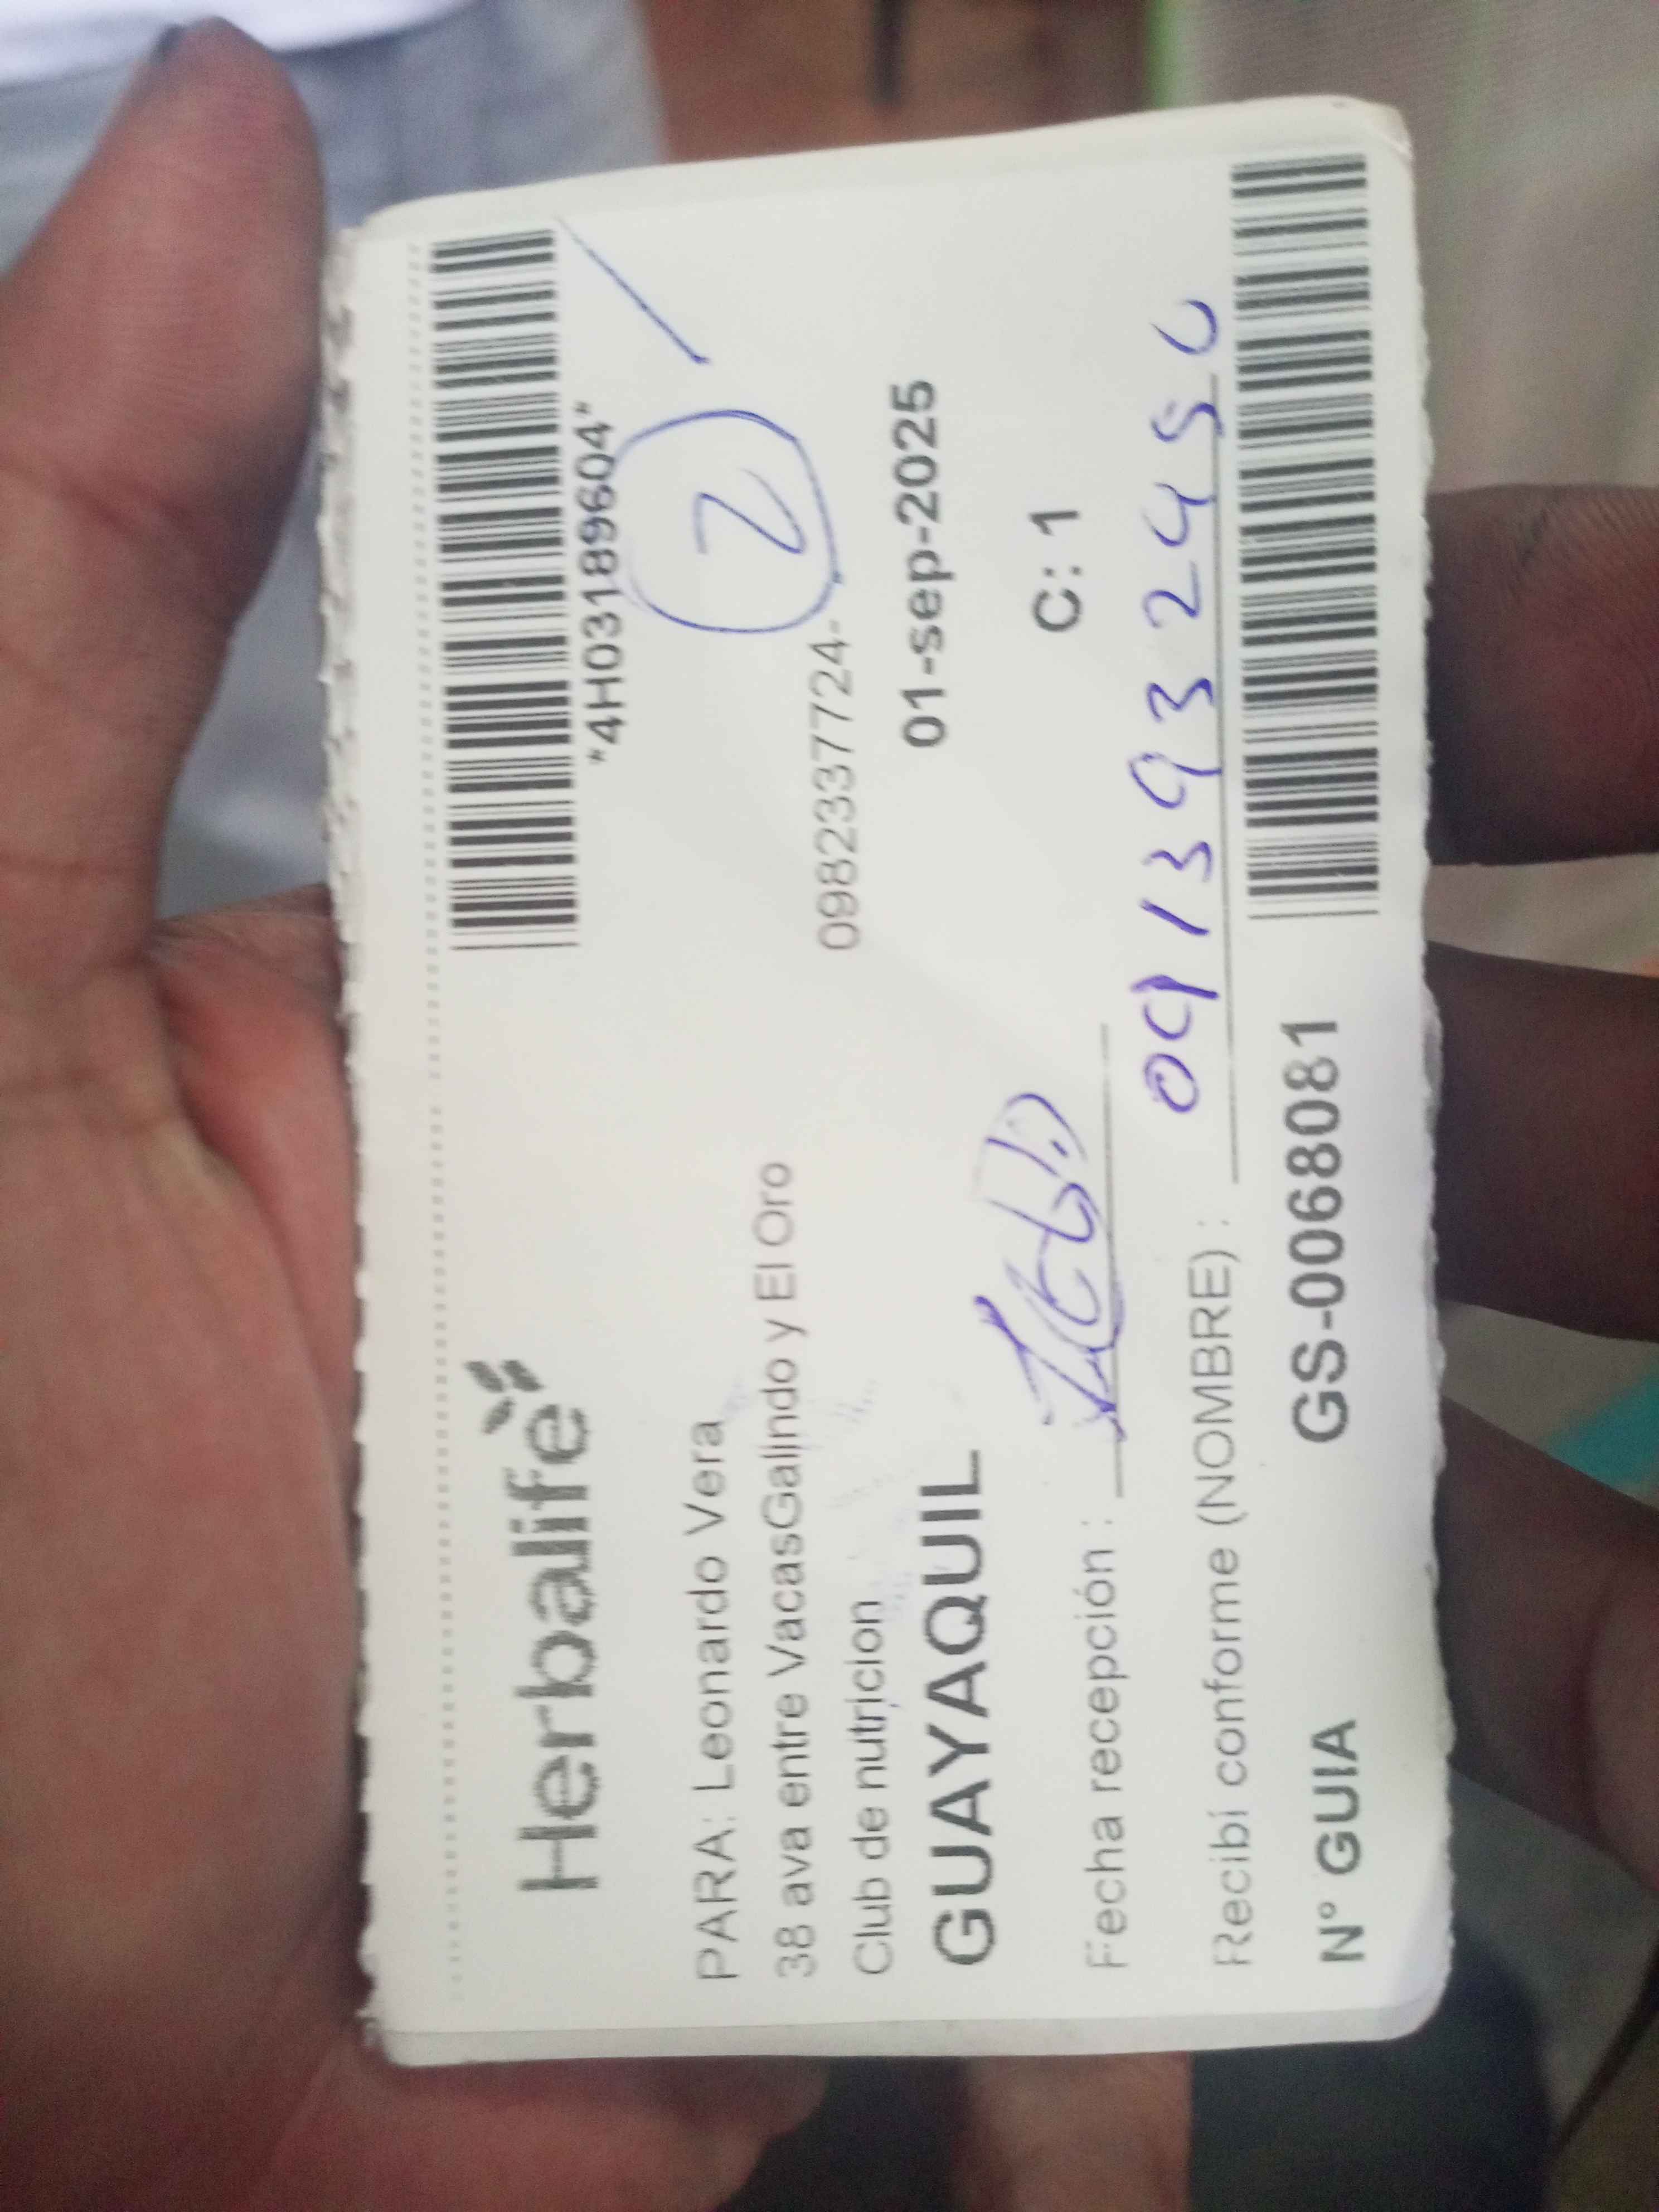 *4H03189604*
Herbalife
2
PARA: Leonardo Vera
38 ava entre VacasGalindo y El Oro
0982337724-
Club de nutricion
01-sep-2025
GUAYAQUIL
C: 1
Fecha recepción :
Recibí conforme (NOMBRE) :
N° GUIA GS-0068081